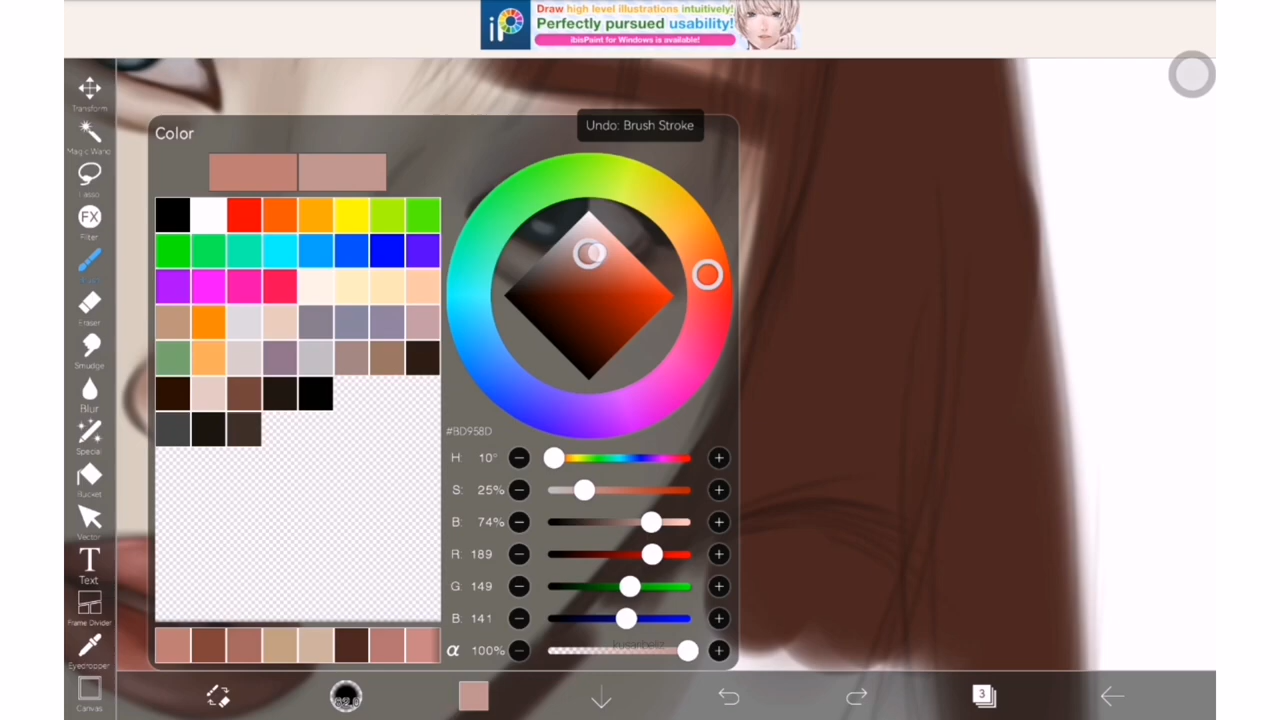 Draw high level illustrations intuitively!
Perfectly pursued usability!
ibisPaint for Windows is available!
Transform
Magic Wand
Lasso
FX
Filter
Eraser
Smudge
Blur
Special
Bucket
Vector
T
Text
Frame Divider
Eyedropper
Canvas
Color
Undo: Brush Stroke
#BD958D
H: 10°
S: 25%
B: 74%
R: 189
G: 149
B: 141
α 100%
3